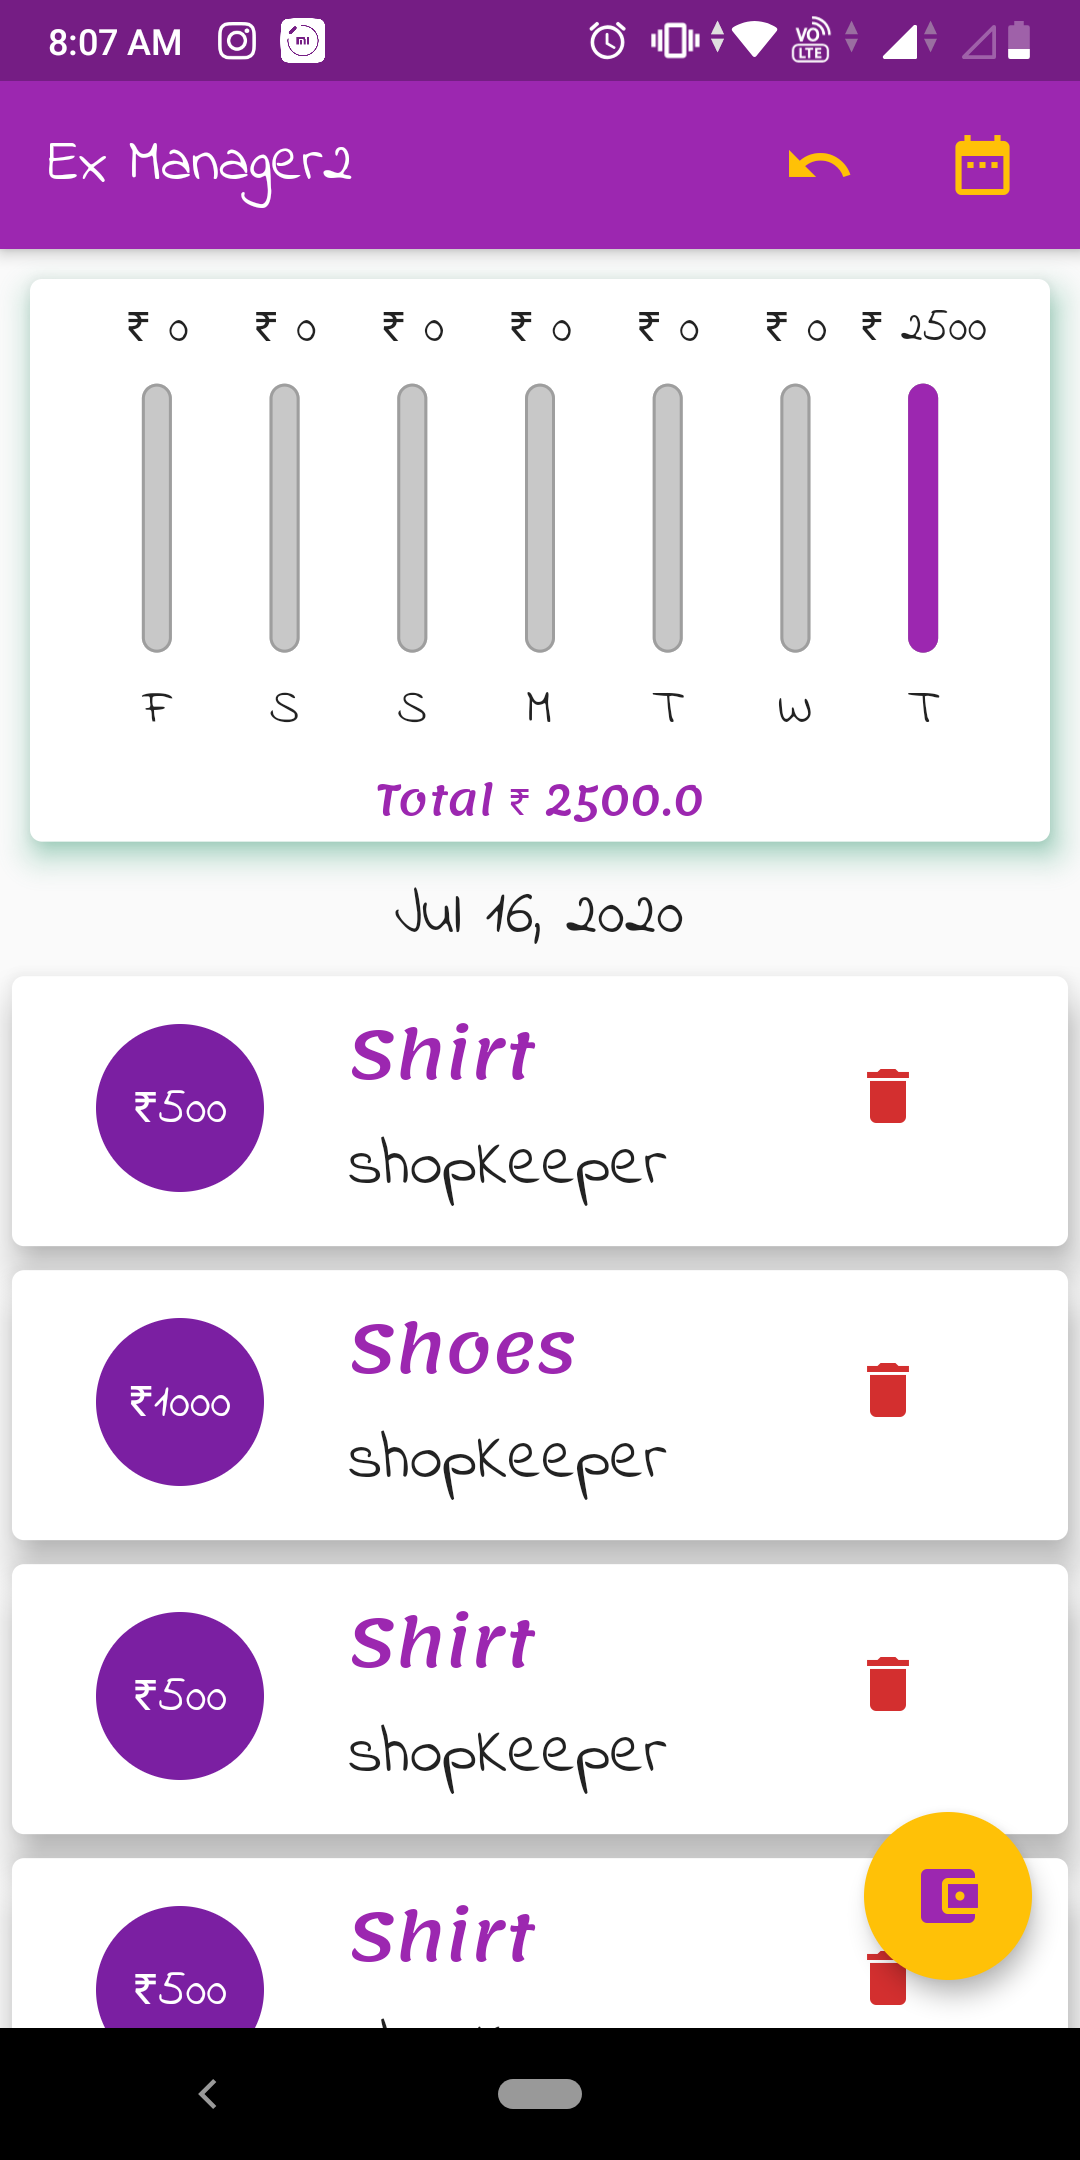 8:07 AM
VO LTE
Ex Manager2
₹ 0 ₹ 0 ₹ 0 ₹ 0 ₹ 0 ₹ 0 ₹ 2500
F S S M T W T
Total ₹ 2500.0
Jul 16, 2020
₹500
Shirt
shopkeeper
₹1000
Shoes
shopkeeper
₹500
Shirt
shopkeeper
₹500
Shirt